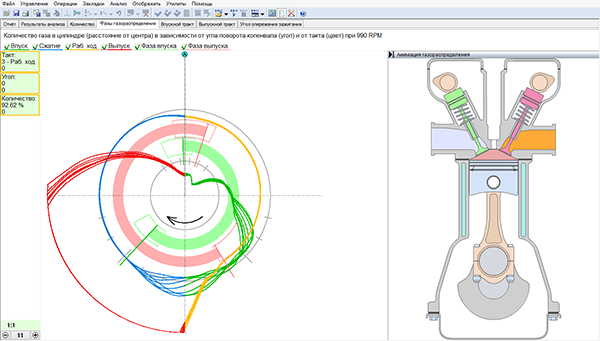 Файл Управление Операции Закладки Анализ Отображать Утилиты Помощь
Отчёт Результаты анализа Количество Фазы газораспределения Впускной тракт Выпускной тракт Угол опережения зажигания
Количество газа в цилиндре (расстояние от центра) в зависимости от угла поворота коленвала (угол) и от такта (цвет) при 990 RPM
Впуск Сжатие Раб. ход Выпуск Фаза впуска Фаза выпуска
Такт:
3 - Раб. ход
0
Угол:
0
0
Количество:
92.62 %
0
Анимация газораспределения
1:1
11